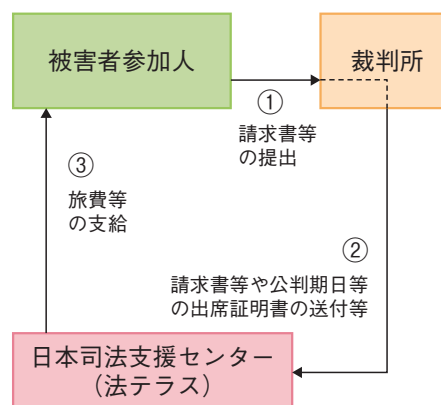 被害者参加人
裁判所
①
請求書等
の提出
③
旅費等
の支給
②
請求書等や公判期日等
の出席証明書の送付等
日本司法支援センター
（法テラス）